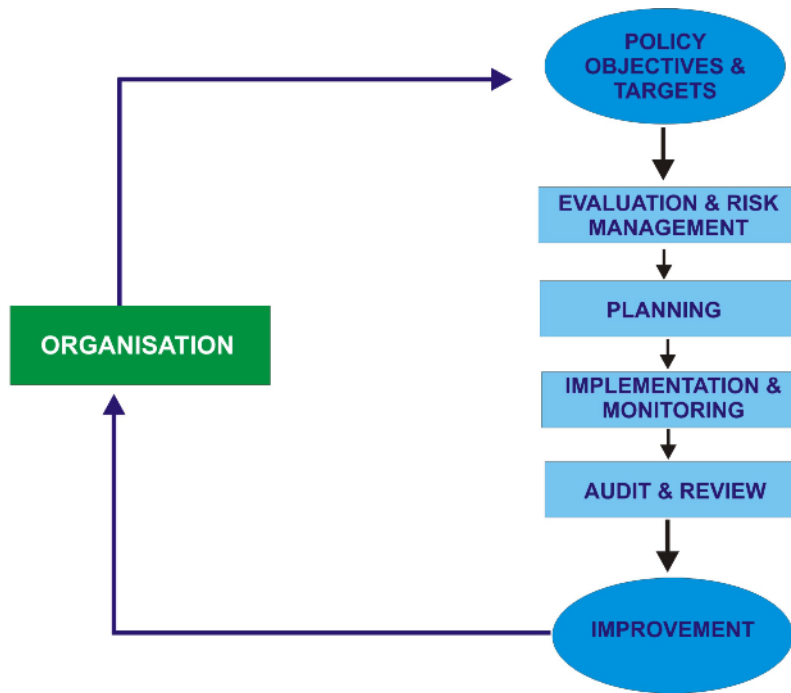 POLICY
OBJECTIVES &
TARGETS
EVALUATION & RISK
MANAGEMENT
PLANNING
ORGANISATION
IMPLEMENTATION &
MONITORING
AUDIT & REVIEW
IMPROVEMENT